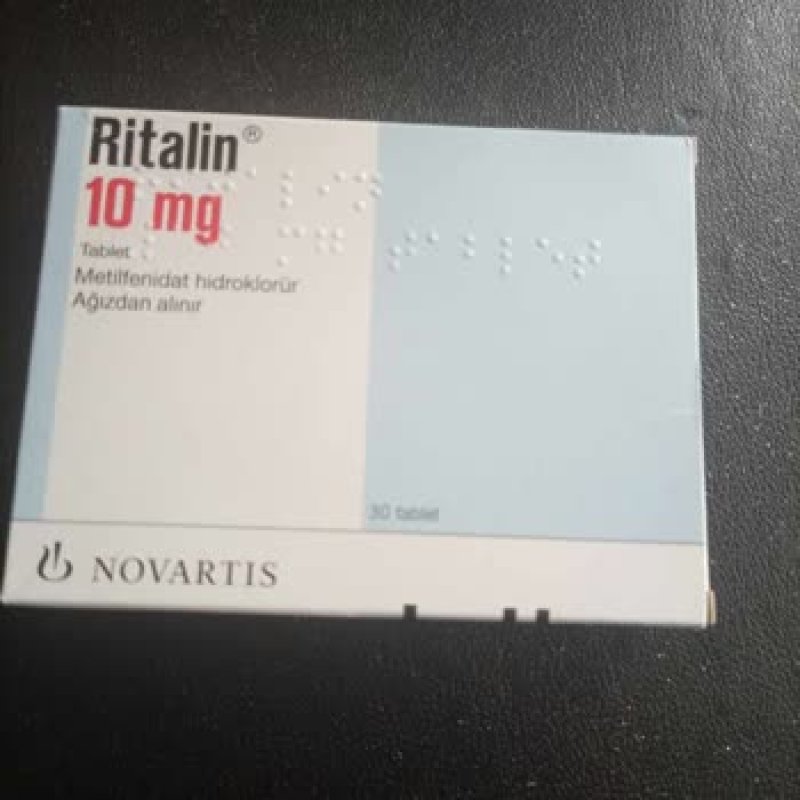 Ritalin®
10 mg
Tablet
Metilfenidat hidroklorür
Ağızdan alınır
30 tablet
NOVARTIS